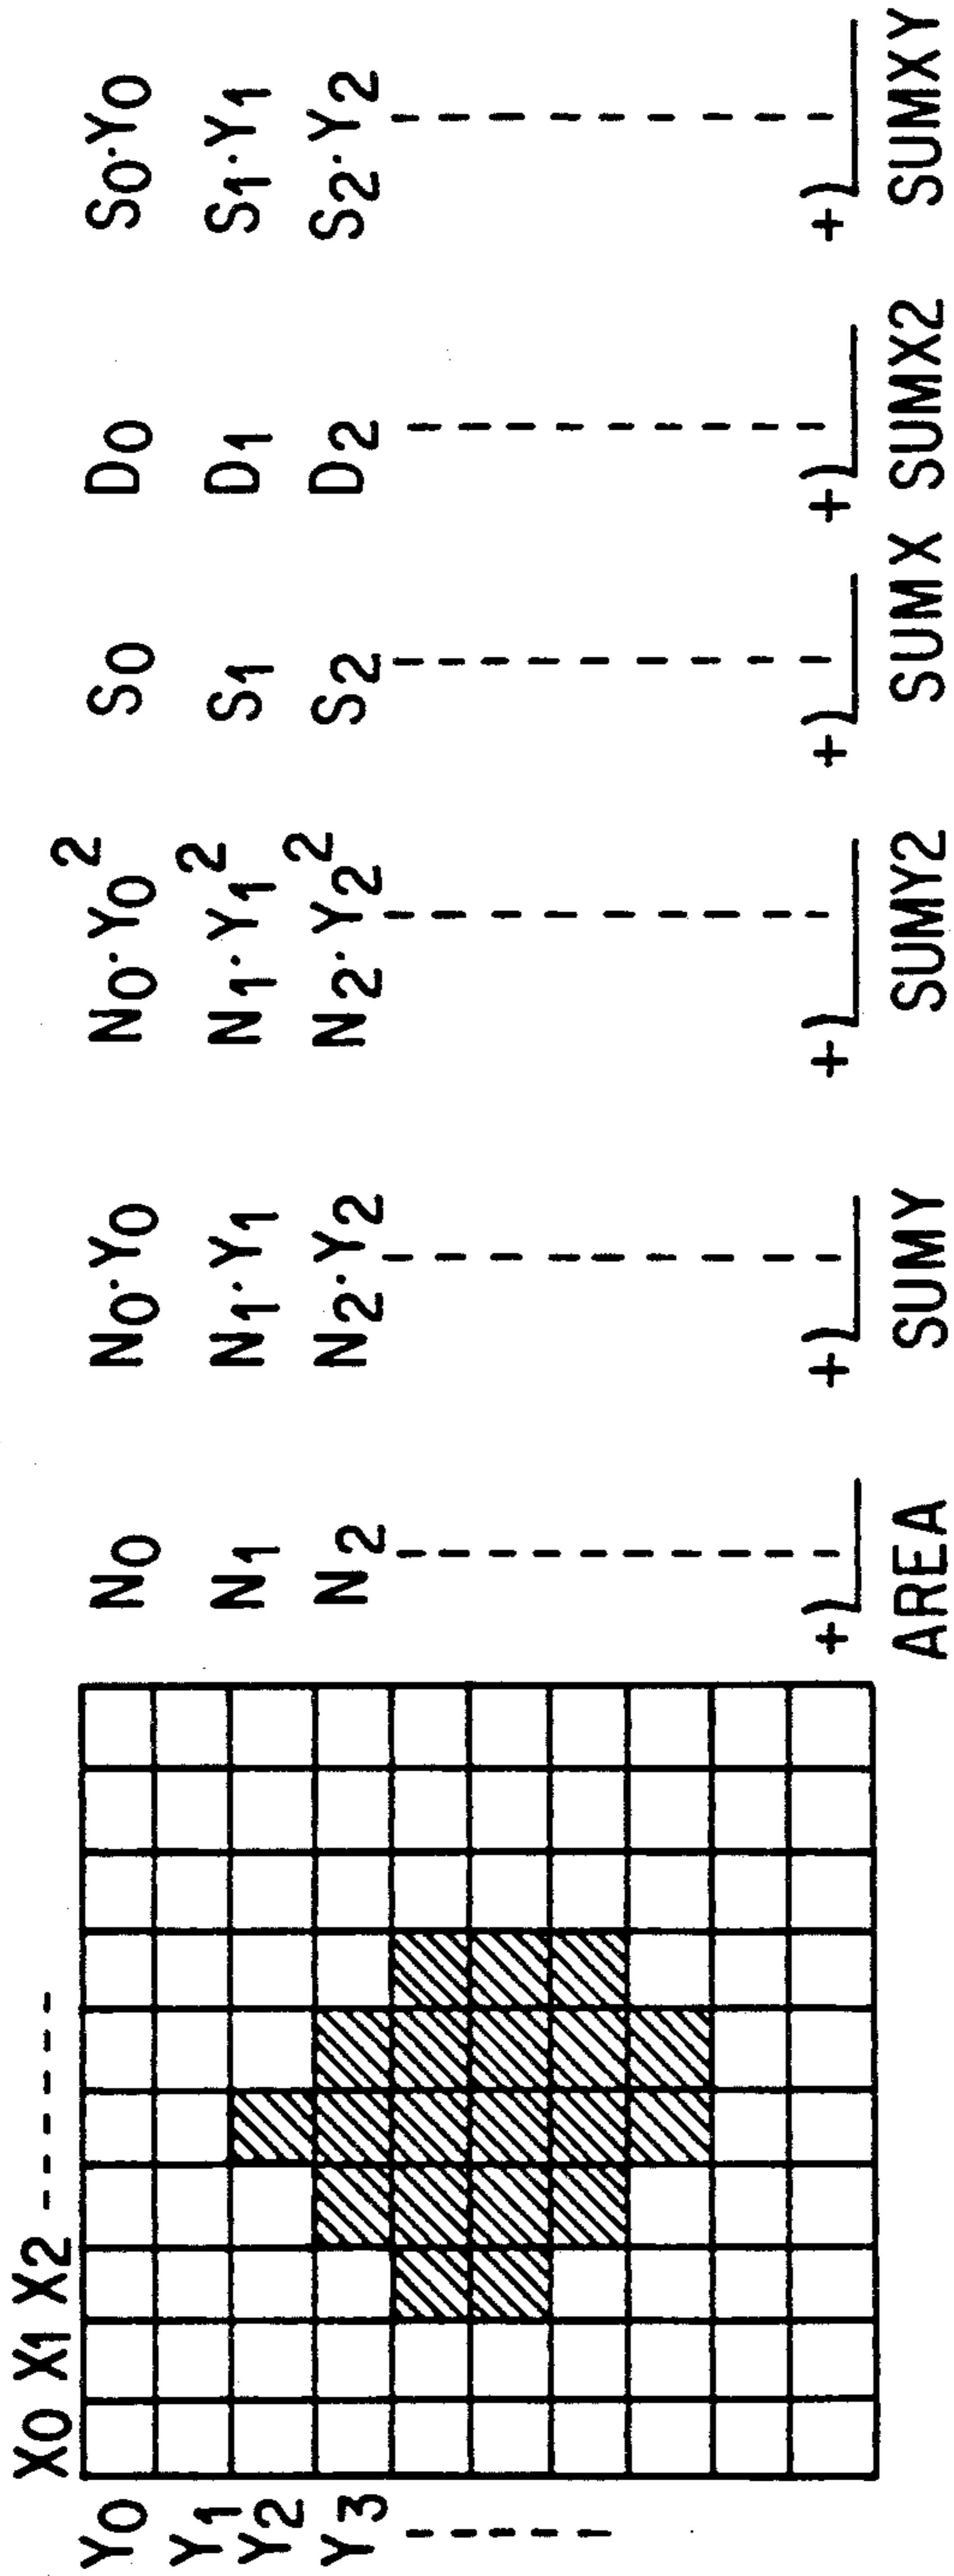 X0 X1 X2
Y0 N0 N0·Y0 N0·Y0² S0 D0 S0·Y0
Y1 N1 N1·Y1 N1·Y1² S1 D1 S1·Y1
Y2 N2 N2·Y2 N2·Y2² S2 D2 S2·Y2
Y3
+) +) +) +) +) +) +)
AREA SUMY SUMY2 SUMX SUMX2 SUMXY